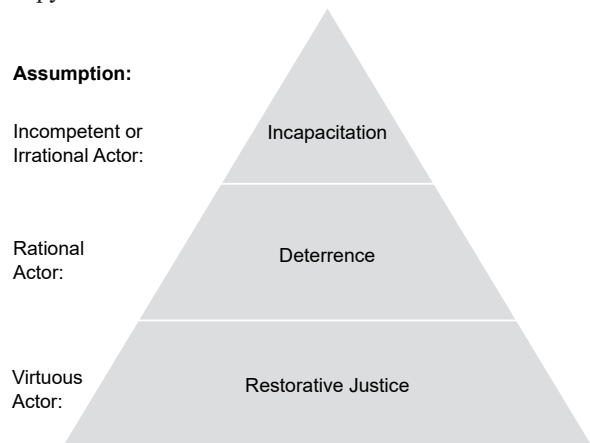 Assumption:
Incompetent or
Irrational Actor:
Incapacitation
Rational
Actor:
Deterrence
Virtuous
Actor:
Restorative Justice